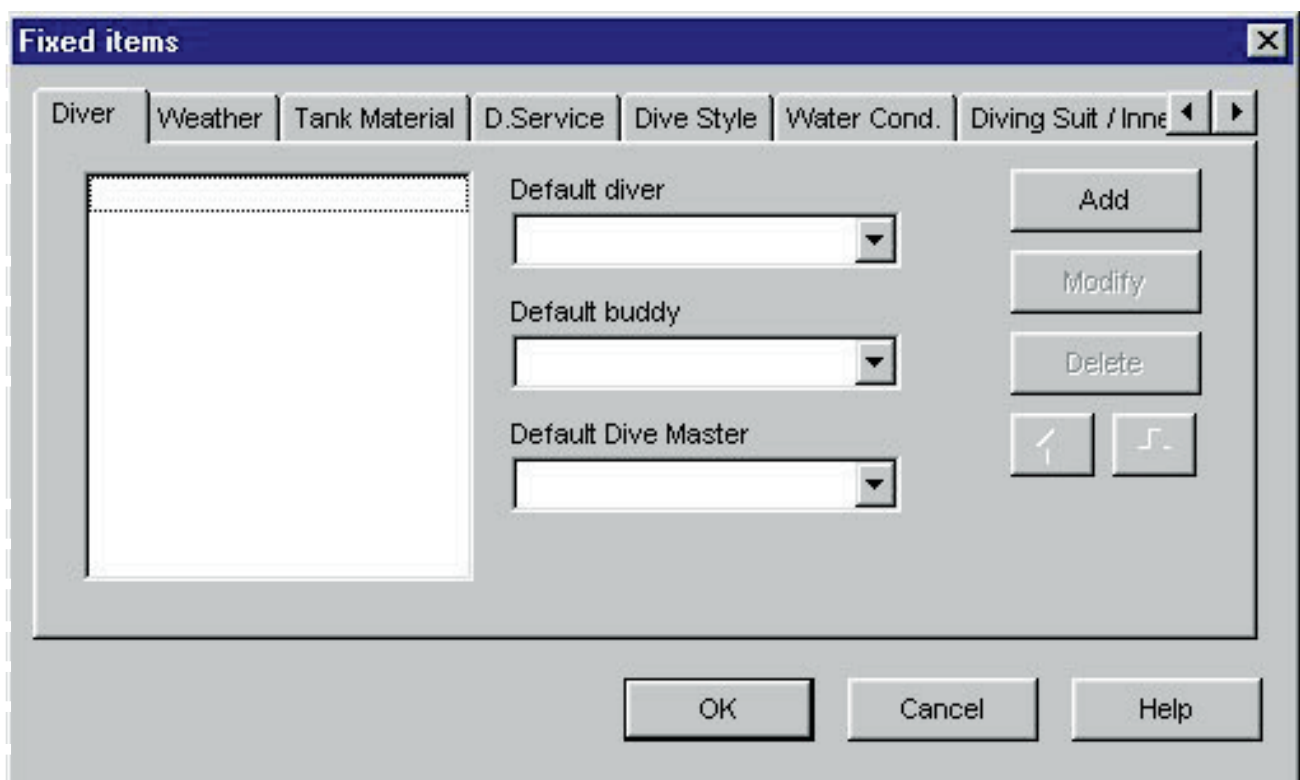 Fixed items
Diver Weather Tank Material D.Service Dive Style Water Cond. Diving Suit / Inne
Default diver
Add
Modify
Default buddy
Delete
Default Dive Master
OK Cancel Help